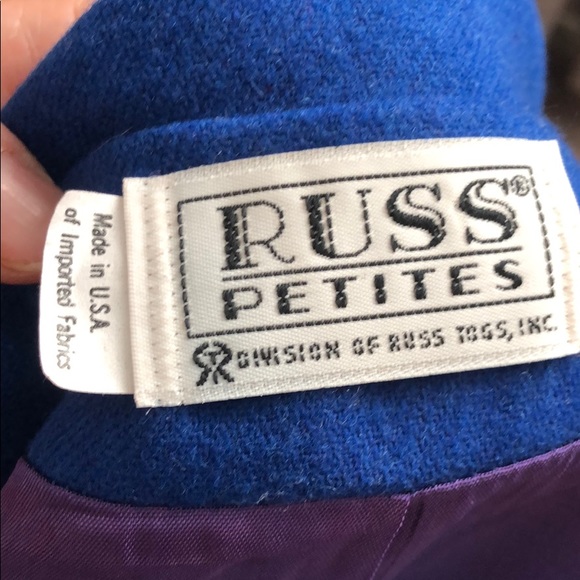 RUSS®
PETITES
DIVISION OF RUSS TOGS, INC.
Made in U.S.A.
of Imported Fabrics